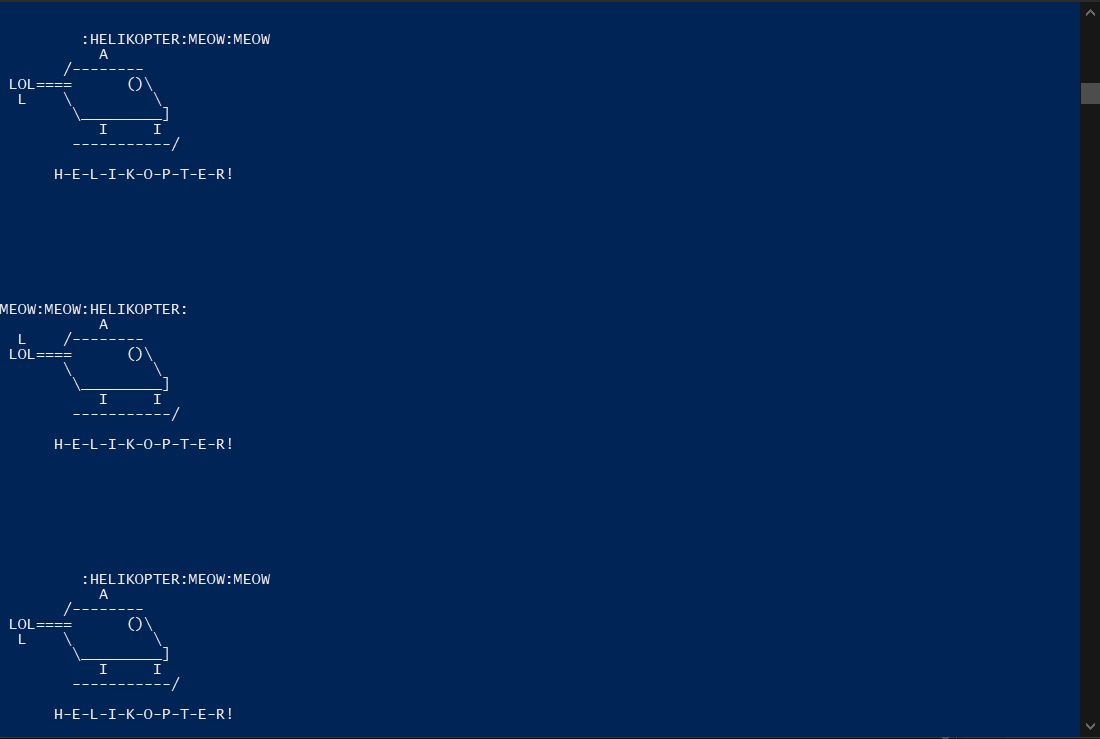 :HELIKOPTER:MEOW:MEOW
           A
       /--------
 LOL====      ()\
  L    \         \
        \_________]
           I     I
        -----------/
      H-E-L-I-K-O-P-T-E-R!
MEOW:MEOW:HELIKOPTER:
           A
  L    /--------
 LOL====      ()\
       \         \
        \_________]
           I     I
        -----------/
      H-E-L-I-K-O-P-T-E-R!
         :HELIKOPTER:MEOW:MEOW
           A
       /--------
 LOL====      ()\
  L    \         \
        \_________]
           I     I
        -----------/
      H-E-L-I-K-O-P-T-E-R!